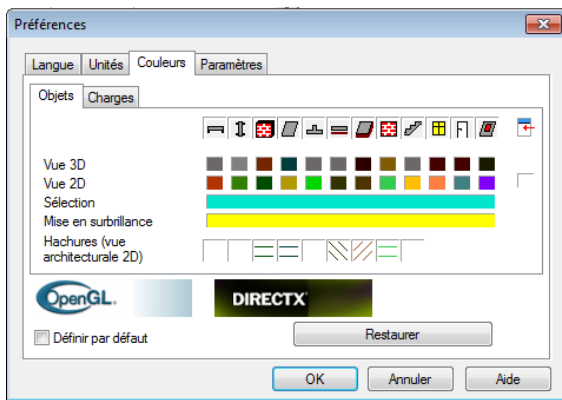 Préférences
Langue Unités Couleurs Paramètres
Objets Charges
Vue 3D
Vue 2D
Sélection
Mise en surbrillance
Hachures (vue
architecturale 2D)
OpenGL. DIRECTX
Définir par défaut Restaurer
OK Annuler Aide